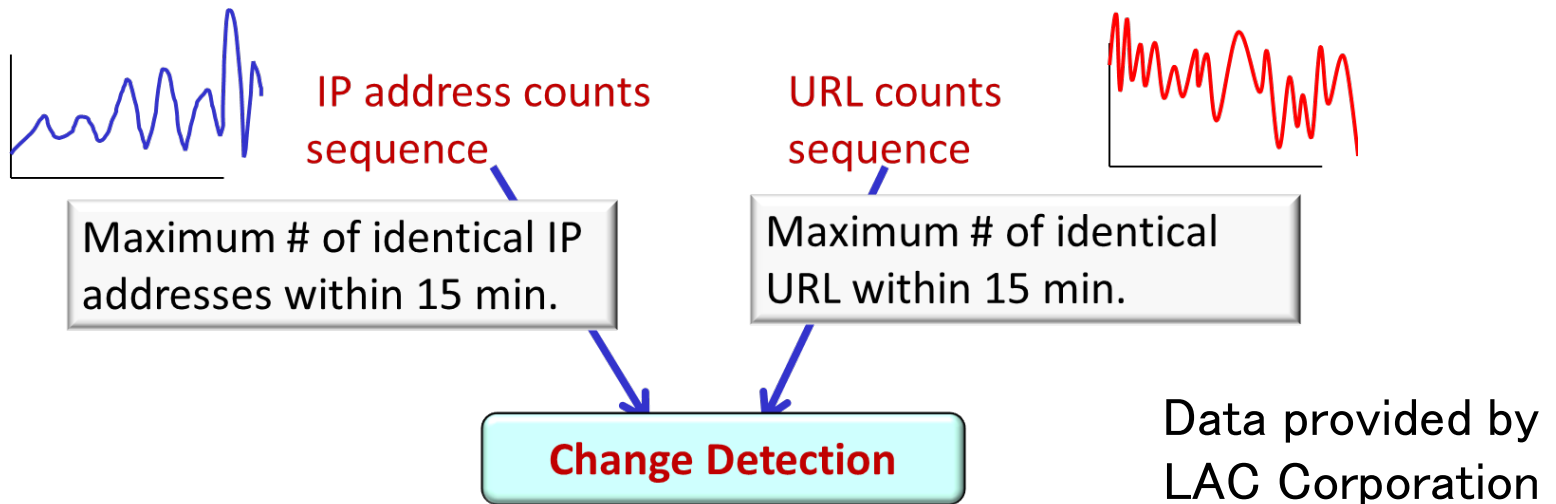 IP address counts
sequence
URL counts
sequence
Maximum # of identical IP
addresses within 15 min.
Maximum # of identical
URL within 15 min.
Change Detection
Data provided by
LAC Corporation